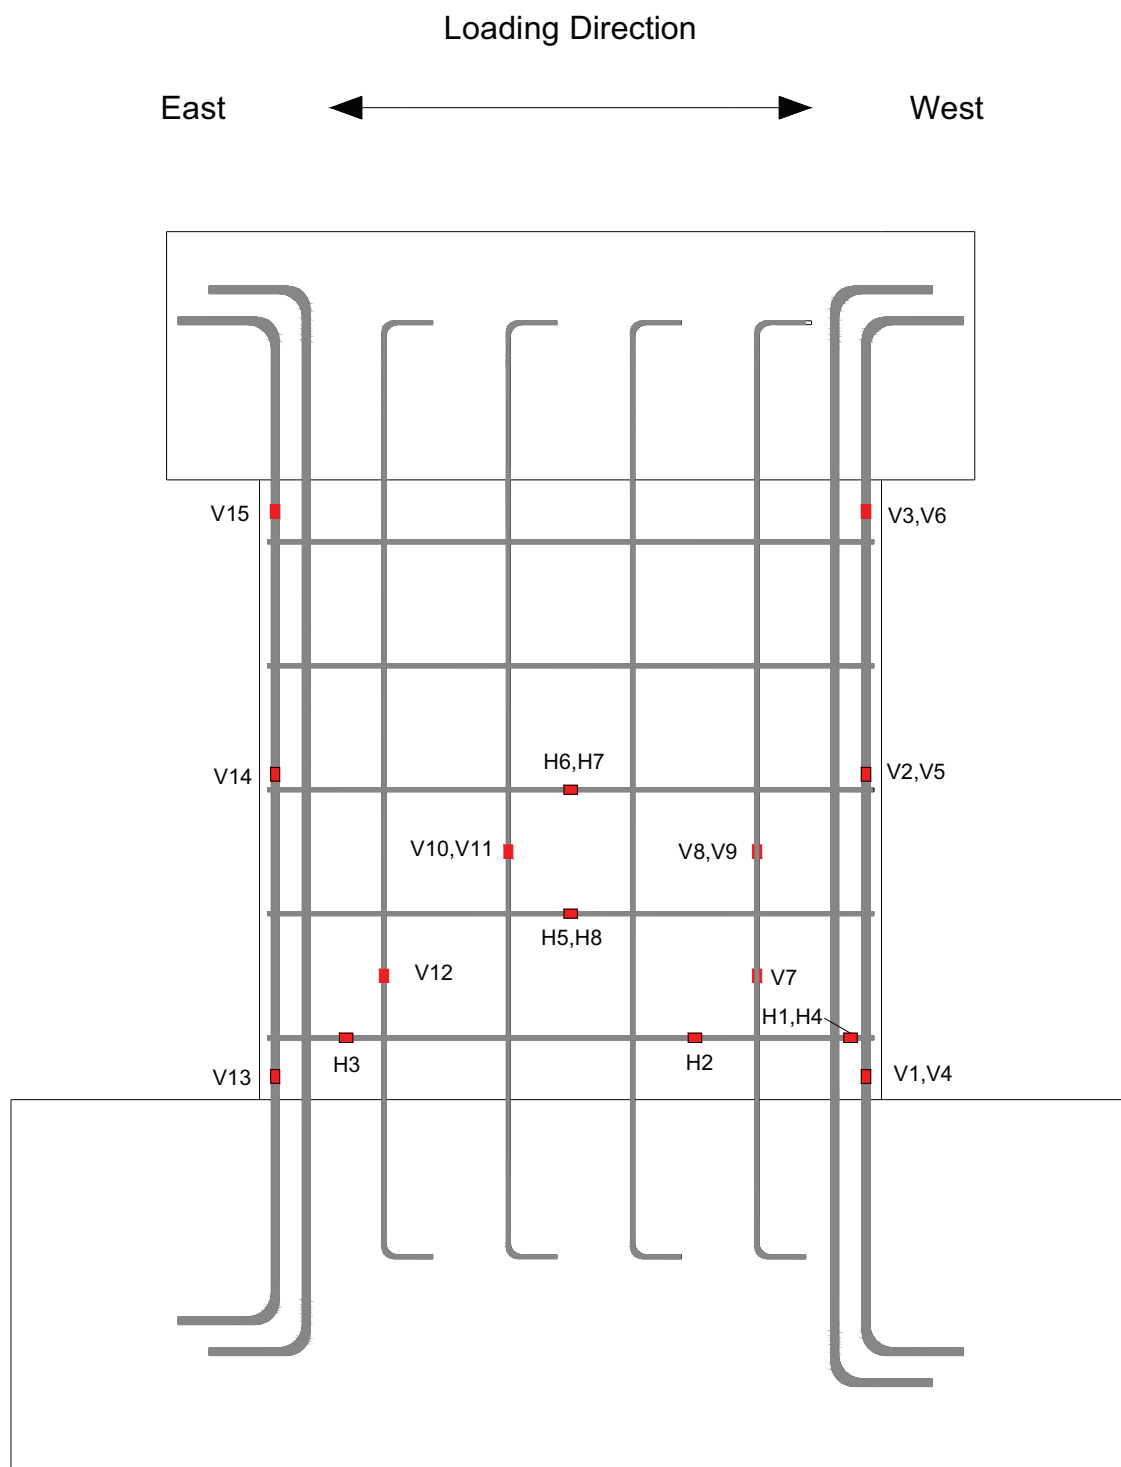 Loading Direction
East
West
V15
V3,V6
H6,H7
V14
V2,V5
V10,V11
V8,V9
H5,H8
V12
V7
H1,H4
H3
H2
V13
V1,V4